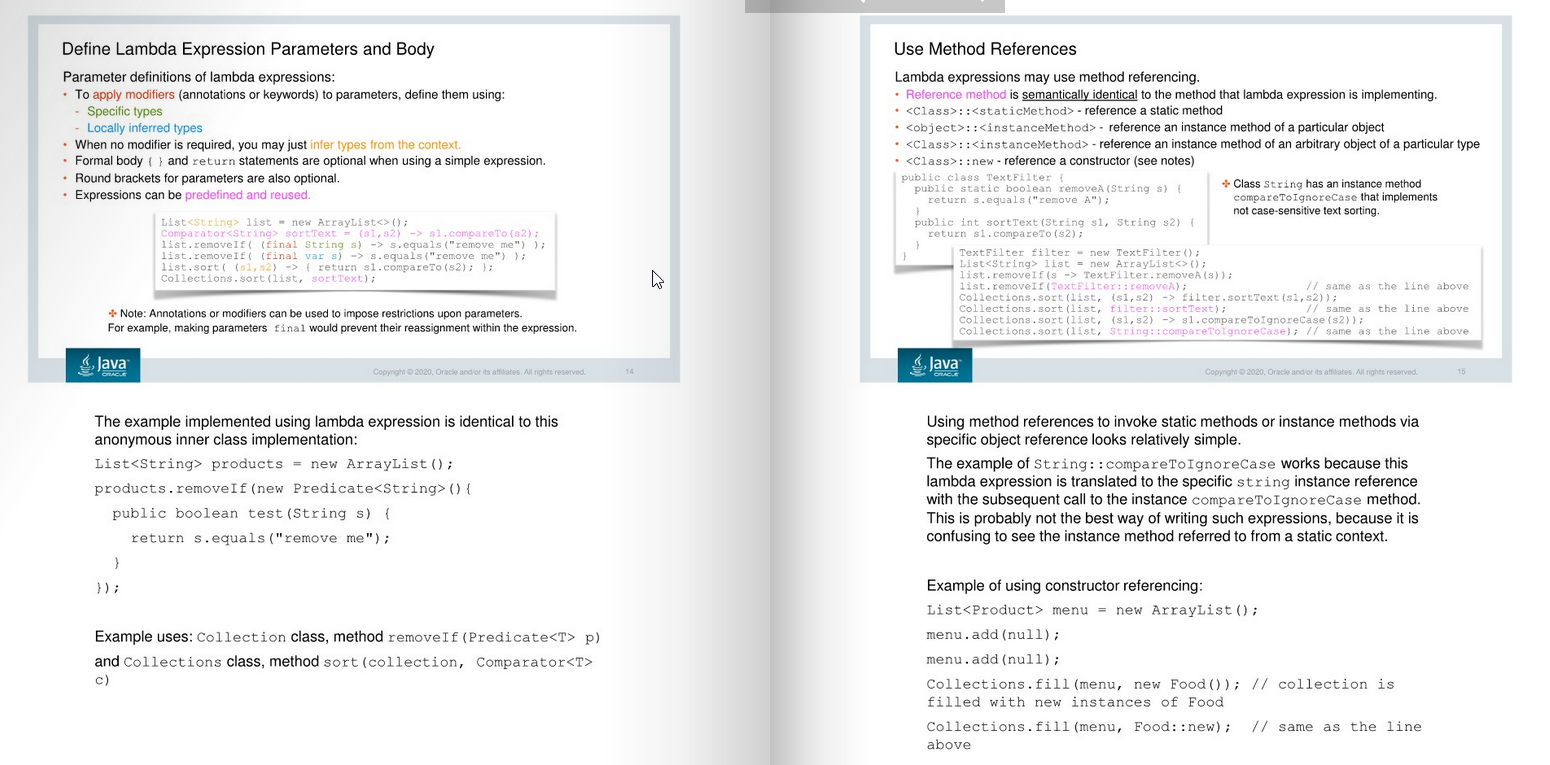 Define Lambda Expression Parameters and Body
Parameter definitions of lambda expressions:
• To apply modifiers (annotations or keywords) to parameters, define them using:
- Specific types
- Locally inferred types
• When no modifier is required, you may just infer types from the context.
• Formal body { } and return statements are optional when using a simple expression.
• Round brackets for parameters are also optional.
• Expressions can be predefined and reused.
List<String> list = new ArrayList<>();
Comparator<String> sortText = (s1,s2) -> s1.compareTo(s2);
list.removeIf( (final String s) -> s.equals("remove me") );
list.removeIf( (final var s) -> s.equals("remove me") );
list.sort( (s1,s2) -> { return s1.compareTo(s2); };
Collections.sort(list, sortText);
✤ Note: Annotations or modifiers can be used to impose restrictions upon parameters.
For example, making parameters final would prevent their reassignment within the expression.
Java™
ORACLE
Copyright © 2020, Oracle and/or its affiliates. All rights reserved. 14
The example implemented using lambda expression is identical to this
anonymous inner class implementation:
List<String> products = new ArrayList();
products.removeIf(new Predicate<String>(){
public boolean test(String s) {
return s.equals("remove me");
}
});
Example uses: Collection class, method removeIf(Predicate<T> p)
and Collections class, method sort(collection, Comparator<T>
c)
Use Method References
Lambda expressions may use method referencing.
• Reference method is semantically identical to the method that lambda expression is implementing.
• <Class>::<staticMethod> - reference a static method
• <object>::<instanceMethod> - reference an instance method of a particular object
• <Class>::<instanceMethod> - reference an instance method of an arbitrary object of a particular type
• <Class>::new - reference a constructor (see notes)
public class TextFilter {
public static boolean removeA(String s) {
return s.equals("remove A");
}
public int sortText(String s1, String s2) {
return s1.compareTo(s2);
}
}
✤ Class String has an instance method
compareToIgnoreCase that implements
not case-sensitive text sorting.
TextFilter filter = new TextFilter();
List<String> list = new ArrayList<>();
list.removeIf(s -> TextFilter.removeA(s));
list.removeIf(TextFilter::removeA); // same as the line above
Collections.sort(list, (s1,s2) -> filter.sortText(s1,s2));
Collections.sort(list, filter::sortText); // same as the line above
Collections.sort(list, (s1,s2) -> s1.compareToIgnoreCase(s2));
Collections.sort(list, String::compareToIgnoreCase); // same as the line above
Java™
ORACLE
Copyright © 2020, Oracle and/or its affiliates. All rights reserved. 15
Using method references to invoke static methods or instance methods via
specific object reference looks relatively simple.
The example of String::compareToIgnoreCase works because this
lambda expression is translated to the specific string instance reference
with the subsequent call to the instance compareToIgnoreCase method.
This is probably not the best way of writing such expressions, because it is
confusing to see the instance method referred to from a static context.
Example of using constructor referencing:
List<Product> menu = new ArrayList();
menu.add(null);
menu.add(null);
Collections.fill(menu, new Food()); // collection is
filled with new instances of Food
Collections.fill(menu, Food::new); // same as the line
above